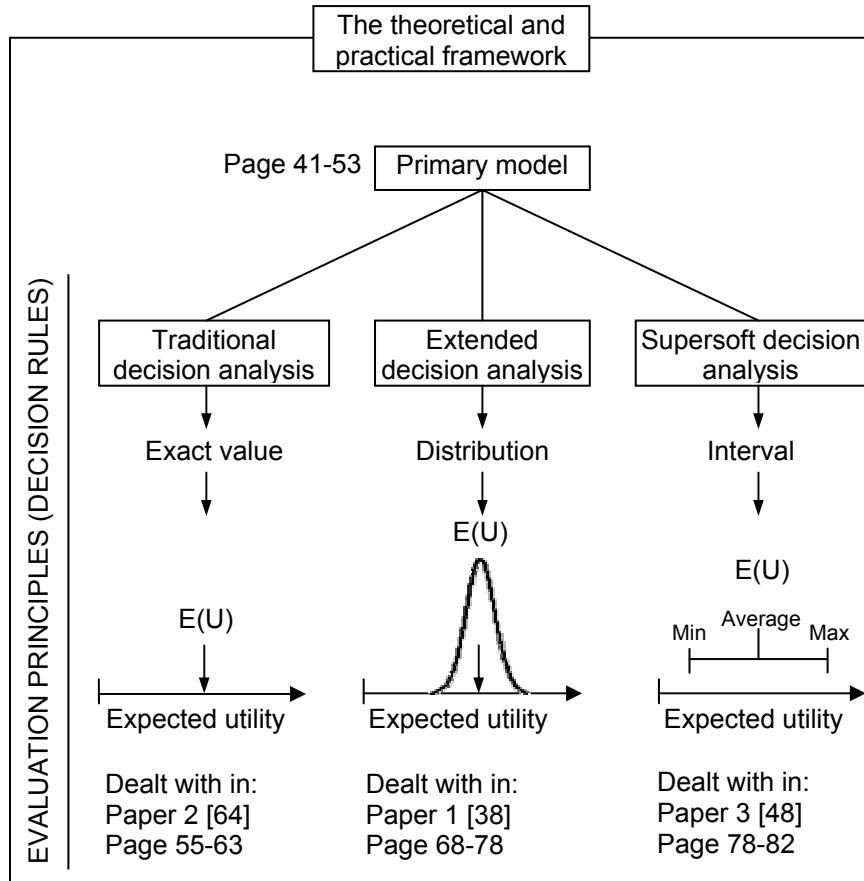 The theoretical and
practical framework
Page 41-53
Primary model
EVALUATION PRINCIPLES (DECISION RULES)
Traditional
decision analysis
Exact value
E(U)
Expected utility
Dealt with in:
Paper 2 [64]
Page 55-63
Extended
decision analysis
Distribution
E(U)
Expected utility
Dealt with in:
Paper 1 [38]
Page 68-78
Supersoft decision
analysis
Interval
E(U)
Min
Average
Max
Expected utility
Dealt with in:
Paper 3 [48]
Page 78-82